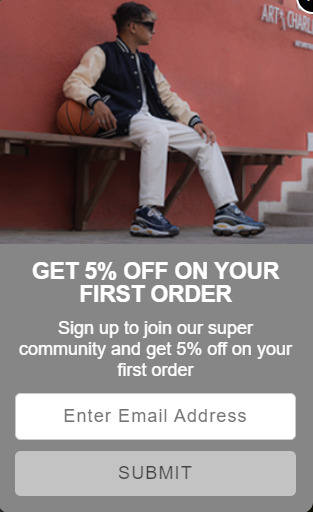 ART
GET 5% OFF ON YOUR
FIRST ORDER
Sign up to join our super
community and get 5% off on your
first order
Enter Email Address
SUBMIT